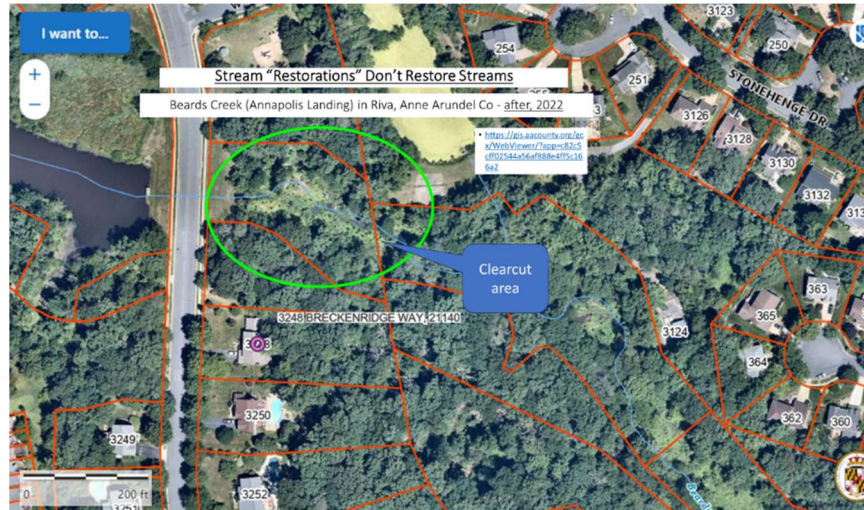 I want to...
+
−
Stream “Restorations” Don’t Restore Streams
Beards Creek (Annapolis Landing) in Riva, Anne Arundel Co - after, 2022
• https://gis.aacounty.org/gc
x/WebViewer/?app=c82c5
cff02544a56af888e4ff5c16
6a2
254
251
3123
250
STONEHENGE DR
3126
3128
3130
3132
Clearcut
area
3248 BRECKENRIDGE WAY, 21140
3124
363
365
364
362
360
3250
3249
3252
0 200 ft
Beard